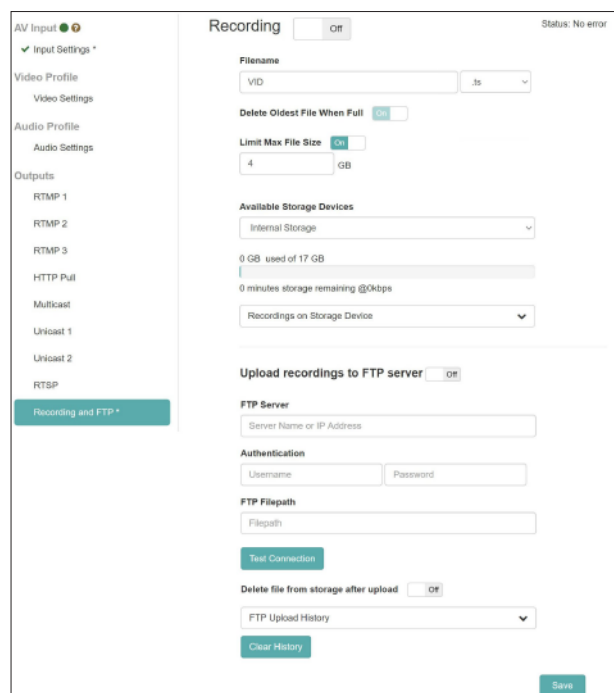 AV Input
Input Settings *
Video Profile
Video Settings
Audio Profile
Audio Settings
Outputs
RTMP 1
RTMP 2
RTMP 3
HTTP Pull
Multicast
Unicast 1
Unicast 2
RTSP
Recording and FTP *
Recording Off
Status: No error
Filename
VID .ts
Delete Oldest File When Full On
Limit Max File Size On
4 GB
Available Storage Devices
Internal Storage
0 GB used of 17 GB
0 minutes storage remaining @0kbps
Recordings on Storage Device
Upload recordings to FTP server Off
FTP Server
Server Name or IP Address
Authentication
Username Password
FTP Filepath
Filepath
Test Connection
Delete file from storage after upload Off
FTP Upload History
Clear History
Save